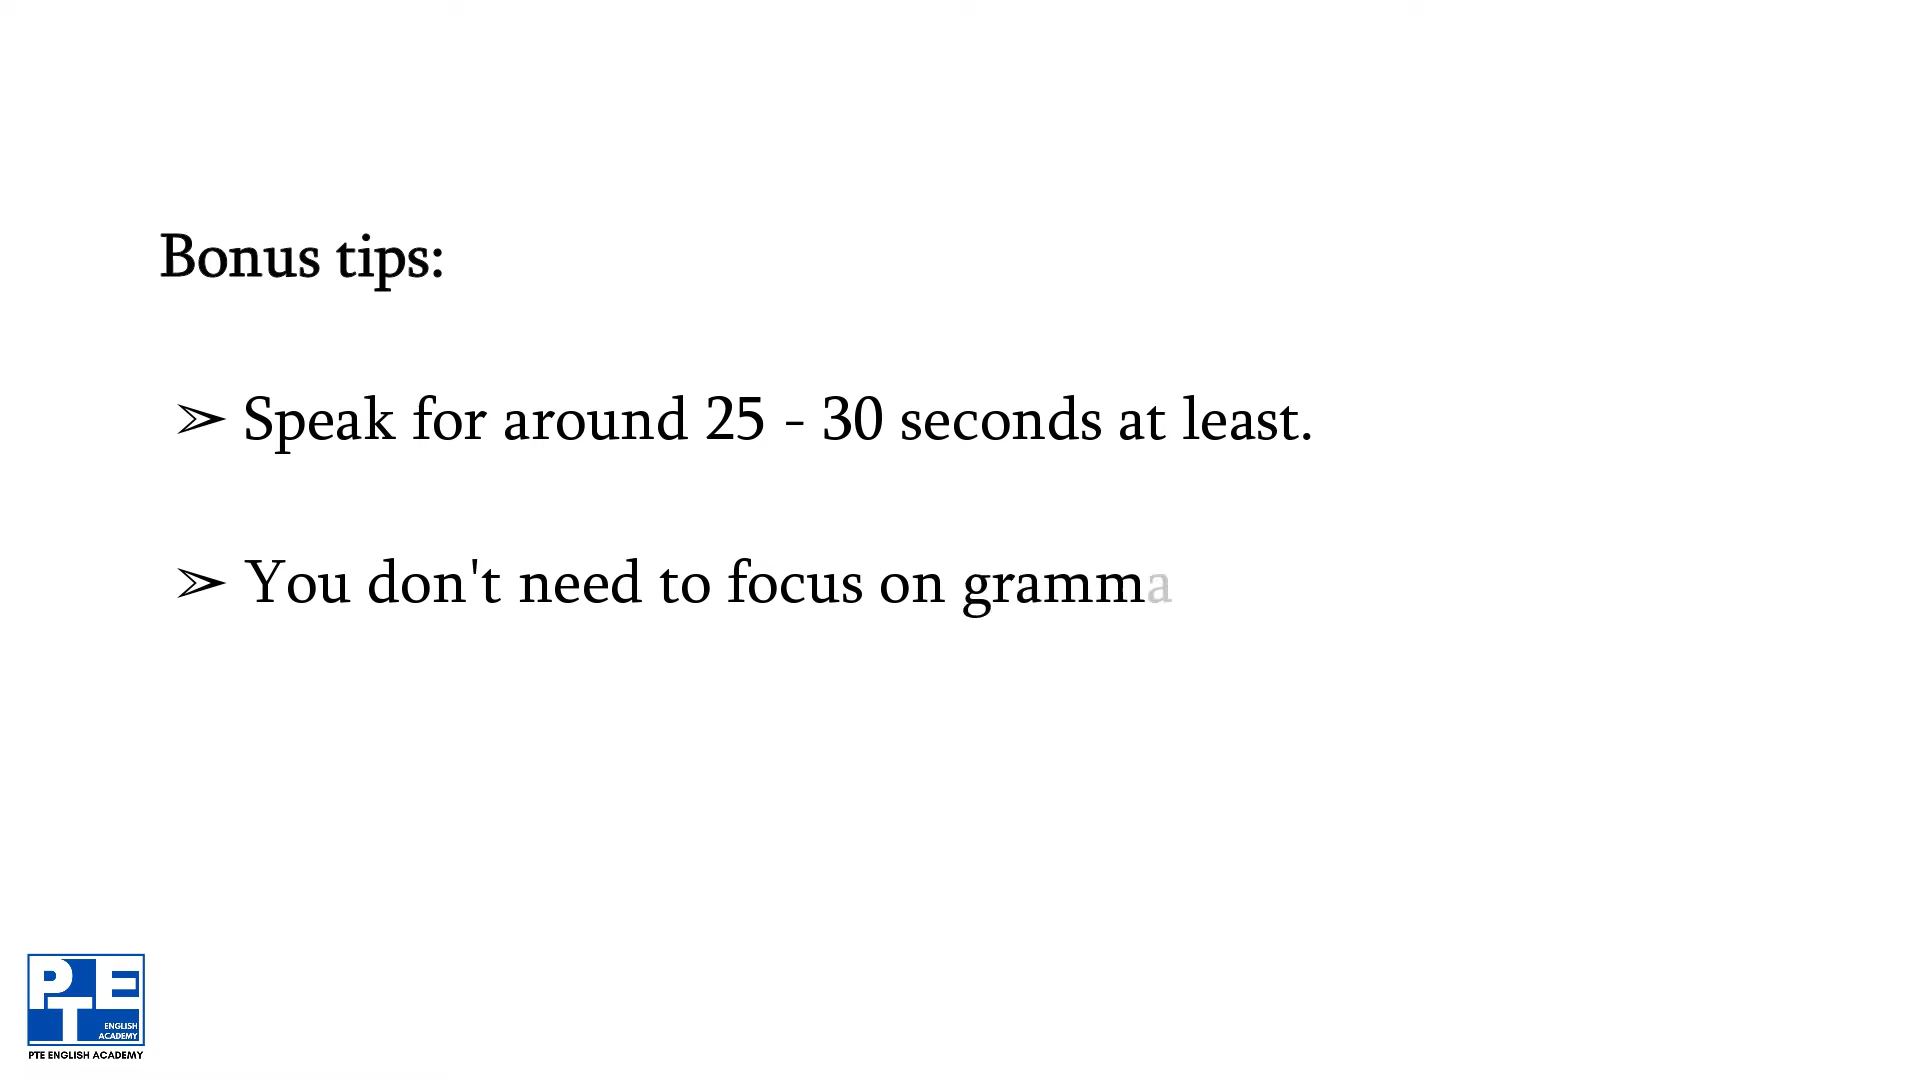 Bonus tips:
➢ Speak for around 25 - 30 seconds at least.
➢ You don't need to focus on gramma
PTE
ENGLISH
ACADEMY
PTE ENGLISH ACADEMY